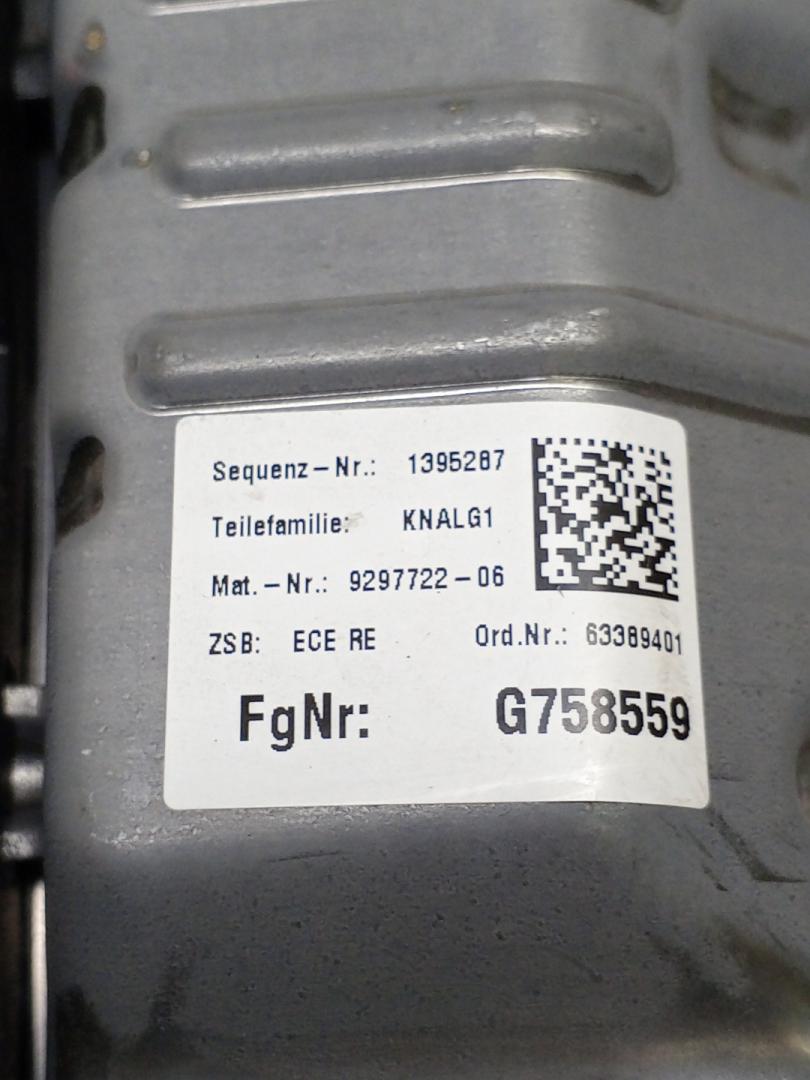 Sequenz-Nr.: 1395287
Teilefamilie: KNALG1
Mat.-Nr.: 9297722-06
ZSB: ECE RE Ord.Nr.: 63389401
FgNr: G758559